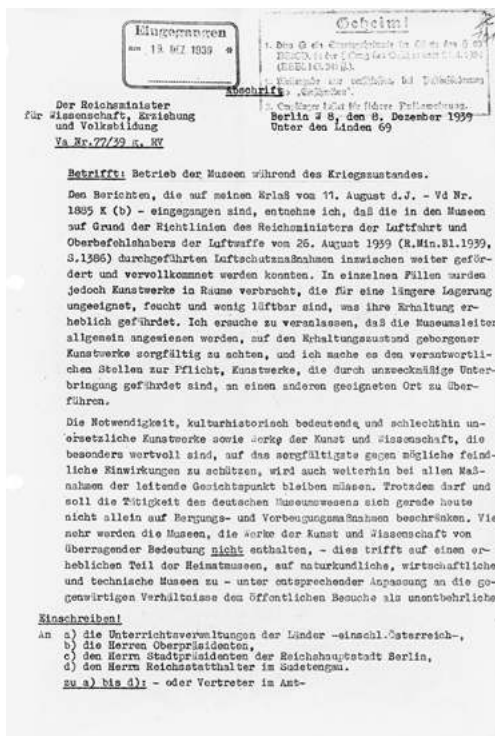 Eingegangen
am 19. DEZ. 1939
Geheim!
Abschrift
Der Reichsminister
für Wissenschaft, Erziehung
und Volksbildung
Va Nr.77/39 g, RV
Berlin W 8, den 8. Dezember 1939
Unter den Linden 69
Betrifft: Betrieb der Museen während des Kriegszustandes.
Den Berichten, die auf meinen Erlaß vom 11. August d.J. - Vd Nr.
1885 K (b) - eingegangen sind, entnehme ich, daß die in den Museen
auf Grund der Richtlinien des Reichsministers der Luftfahrt und
Oberbefehlshabers der Luftwaffe vom 26. August 1939 (R.Min.Bl.1939,
S.1386) durchgeführten Luftschutzmaßnahmen inzwischen weiter geför-
dert und vervollkommnet werden konnten. In einzelnen Fällen wurden
jedoch Kunstwerke in Räume verbracht, die für eine längere Lagerung
ungeeignet, feucht und wenig lüftbar sind, was ihre Erhaltung er-
heblich gefährdet. Ich ersuche zu veranlassen, daß die Museumsleiter
allgemein angewiesen werden, auf den Erhaltungszustand geborgener
Kunstwerke sorgfältig zu achten, und ich mache es den verantwortli-
chen Stellen zur Pflicht, Kunstwerke, die durch unzweckmäßige Unter-
bringung gefährdet sind, an einen anderen geeigneten Ort zu über-
führen.
Die Notwendigkeit, kulturhistorisch bedeutende und schlechthin un-
ersetzliche Kunstwerke sowie Werke der Kunst und Wissenschaft, die
besonders wertvoll sind, auf das sorgfältigste gegen mögliche feind-
liche Einwirkungen zu schützen, wird auch weiterhin bei allen Maß-
nahmen der leitende Gesichtspunkt bleiben müssen. Trotzdem darf und
soll die Tätigkeit des deutschen Museumswesens sich gerade heute
nicht allein auf Bergungs- und Vorbeugungsmaßnahmen beschränken. Vie
mehr werden die Museen, die Werke der Kunst und Wissenschaft von
überragender Bedeutung nicht enthalten, - dies trifft auf einen er-
heblichen Teil der Heimatmuseen, auf naturkundliche, wirtschaftliche
und technische Museen zu - unter entsprechender Anpassung an die ge-
genwärtigen Verhältnisse dem öffentlichen Besuche als unentbehrliche
Einschreiben!
An a) die Unterrichtsverwaltungen der Länder -einschl.Österreich-,
b) die Herren Oberpräsidenten,
c) den Herrn Stadtpräsidenten der Reichshauptstadt Berlin,
d) den Herrn Reichsstatthalter im Sudetengau.
zu a) bis d): - oder Vertreter im Amt-